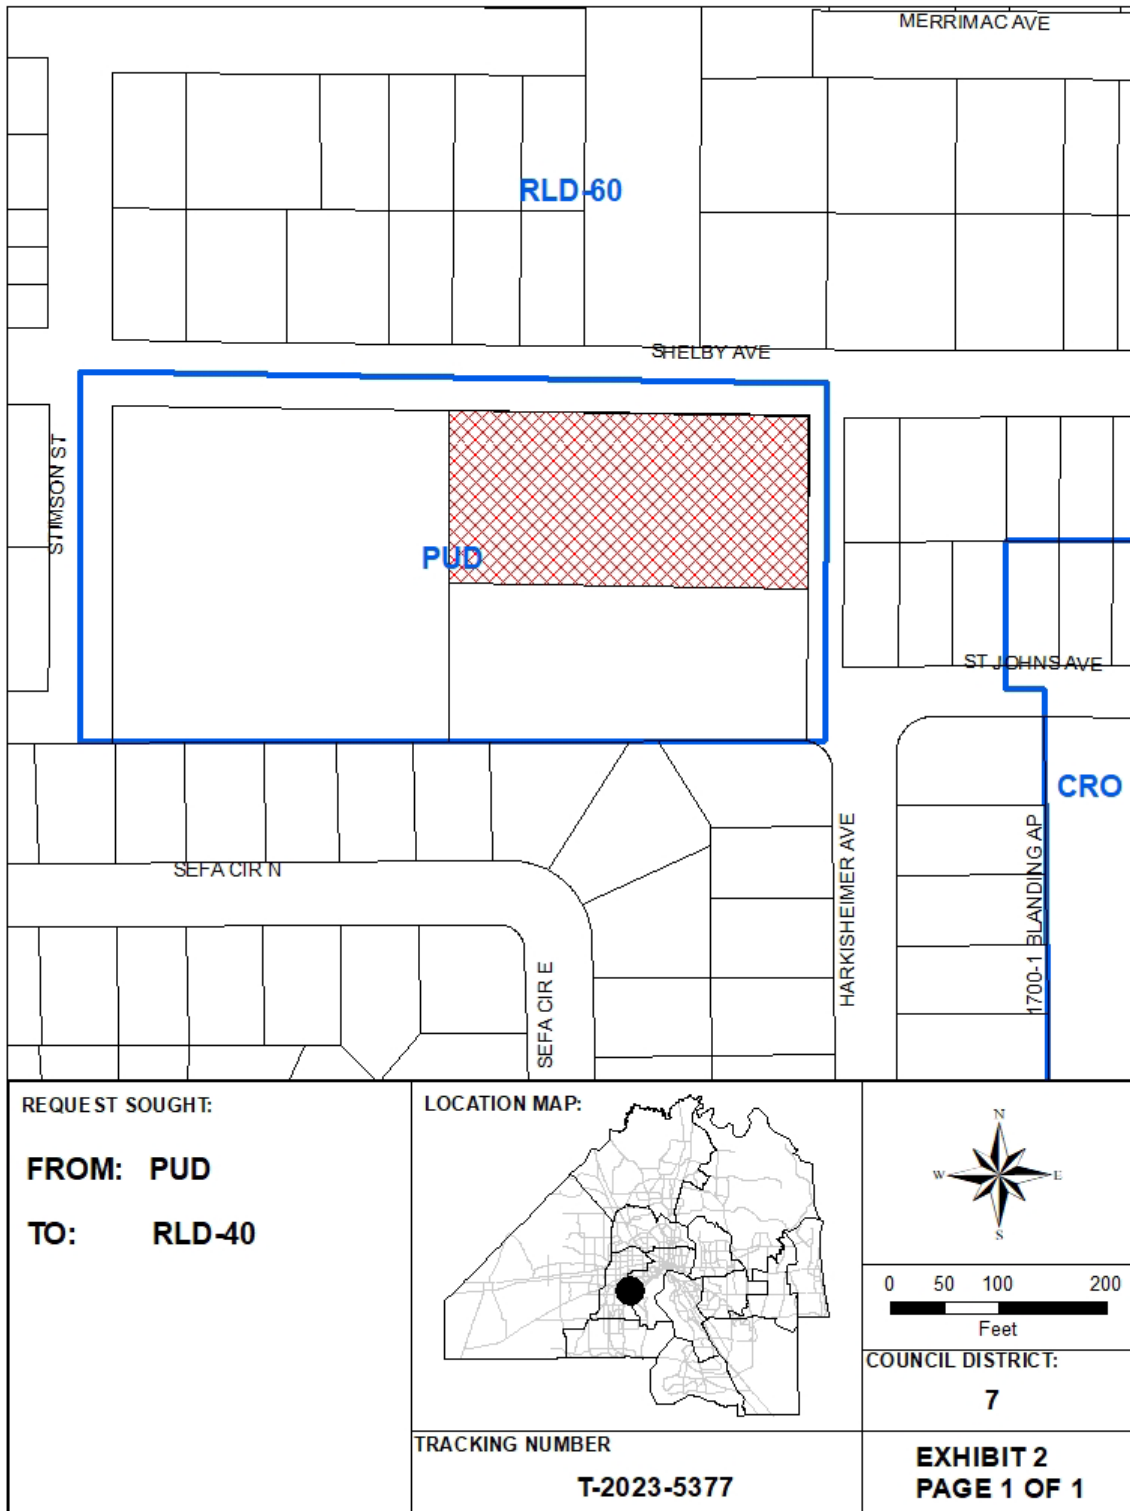 MERRIMAC AVE
RLD-60
SHELBY AVE
STIMSON ST
PUD
ST JOHNS AVE
CRO
SEFA CIR N
HARKISHEIMER AVE
1700-1 BLANDING AP
SEFA CIR E
REQUEST SOUGHT:
FROM: PUD
TO: RLD-40
LOCATION MAP:
N
W E
S
0 50 100 200
Feet
COUNCIL DISTRICT:
7
TRACKING NUMBER
T-2023-5377
EXHIBIT 2
PAGE 1 OF 1